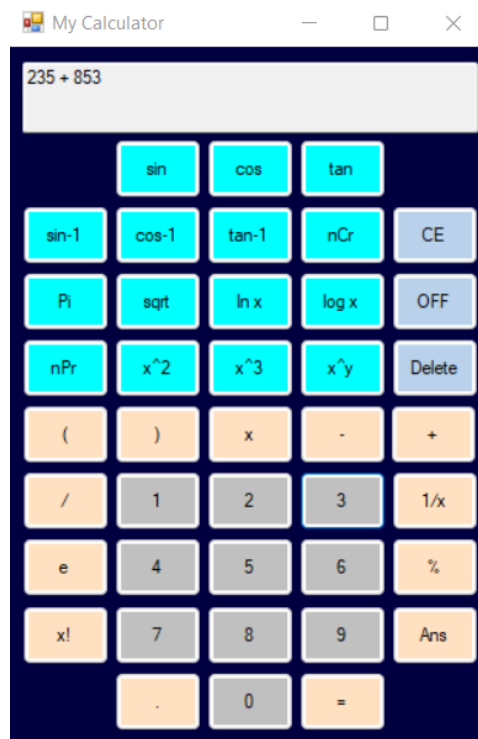 My Calculator
235 + 853
sin cos tan
sin-1 cos-1 tan-1 nCr CE
Pi sqrt ln x log x OFF
nPr x^2 x^3 x^y Delete
( ) x - +
/ 1 2 3 1/x
e 4 5 6 %
x! 7 8 9 Ans
. 0 =